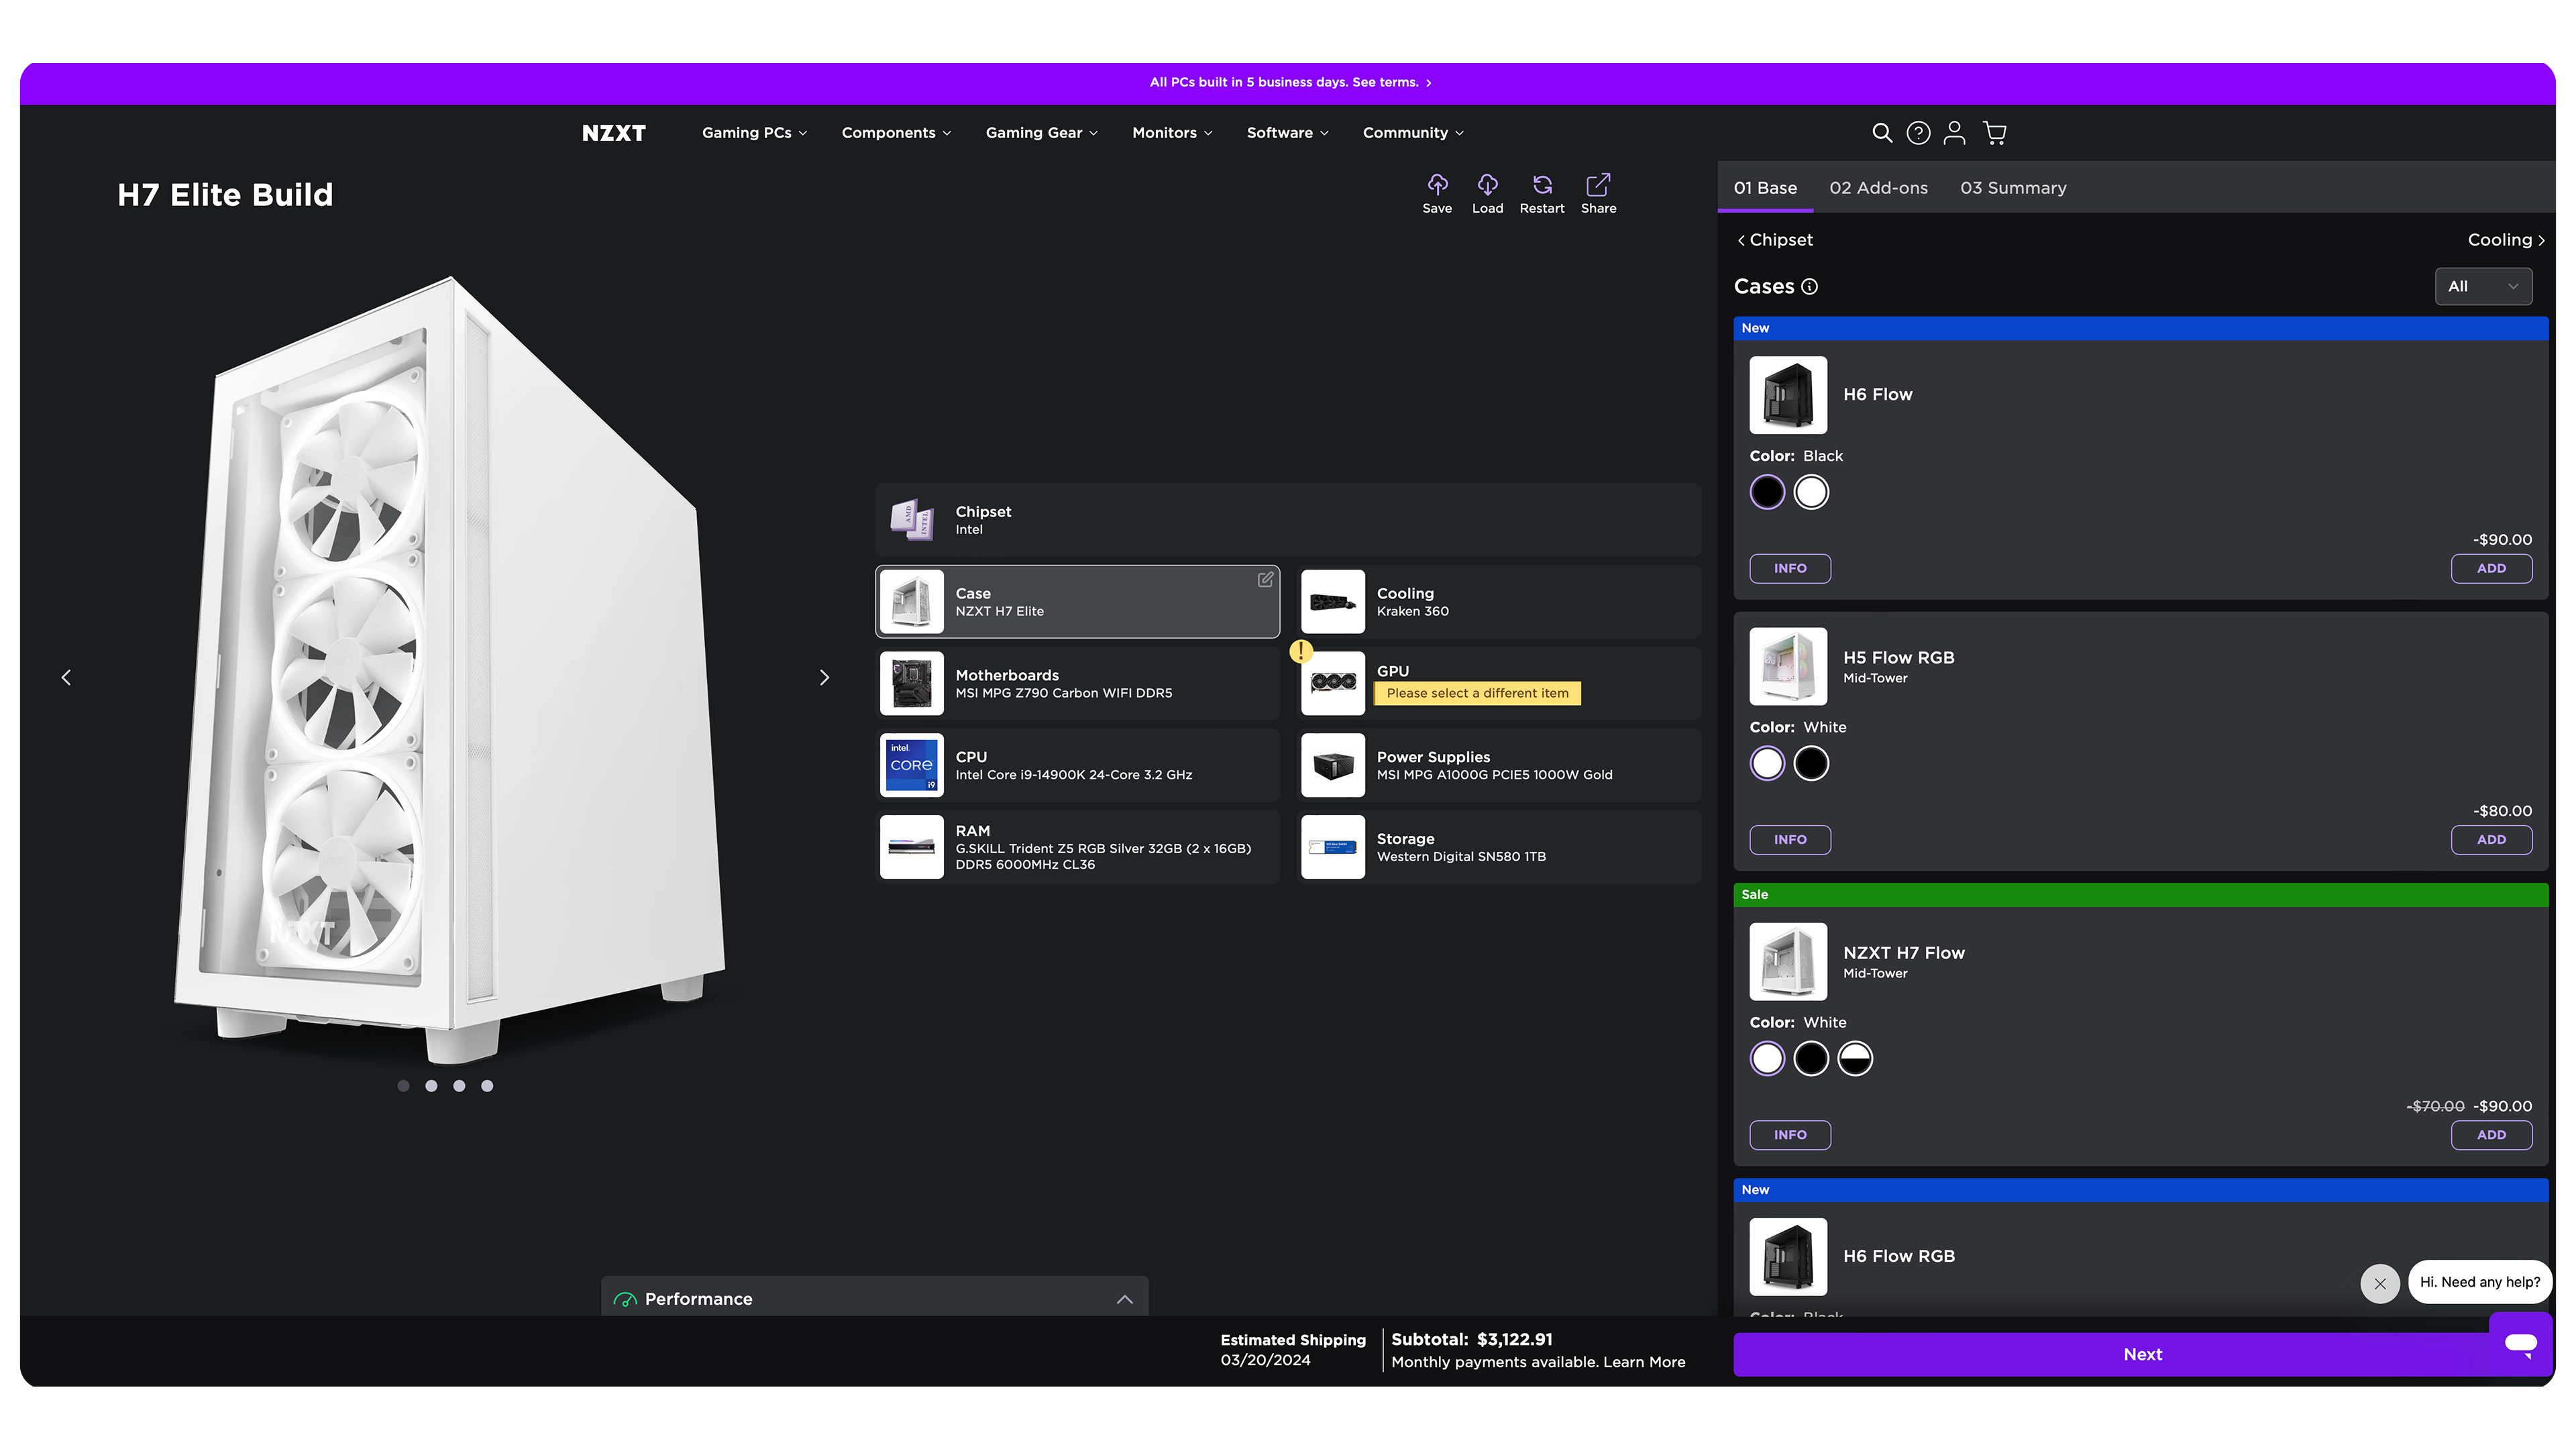 All PCs built in 5 business days. See terms.
NZXT
Gaming PCs
Components
Gaming Gear
Monitors
Software
Community
H7 Elite Build
Save
Load
Restart
Share
NZXT
Chipset
Intel
AMD
INTEL
Case
NZXT H7 Elite
Cooling
Kraken 360
Motherboards
MSI MPG Z790 Carbon WIFI DDR5
!
GPU
Please select a different item
intel
CORE
i9
CPU
Intel Core i9-14900K 24-Core 3.2 GHz
Power Supplies
MSI MPG A1000G PCIE5 1000W Gold
RAM
G.SKILL Trident Z5 RGB Silver 32GB (2 x 16GB)
DDR5 6000MHz CL36
Storage
Western Digital SN580 1TB
Performance
Estimated Shipping
03/20/2024
Subtotal: $3,122.91
Monthly payments available. Learn More
01 Base
02 Add-ons
03 Summary
Chipset
Cooling
Cases
All
New
H6 Flow
Color: Black
-$90.00
INFO
ADD
H5 Flow RGB
Mid-Tower
Color: White
-$80.00
INFO
ADD
Sale
NZXT H7 Flow
Mid-Tower
Color: White
-$70.00 -$90.00
INFO
ADD
New
H6 Flow RGB
Hi. Need any help?
Next